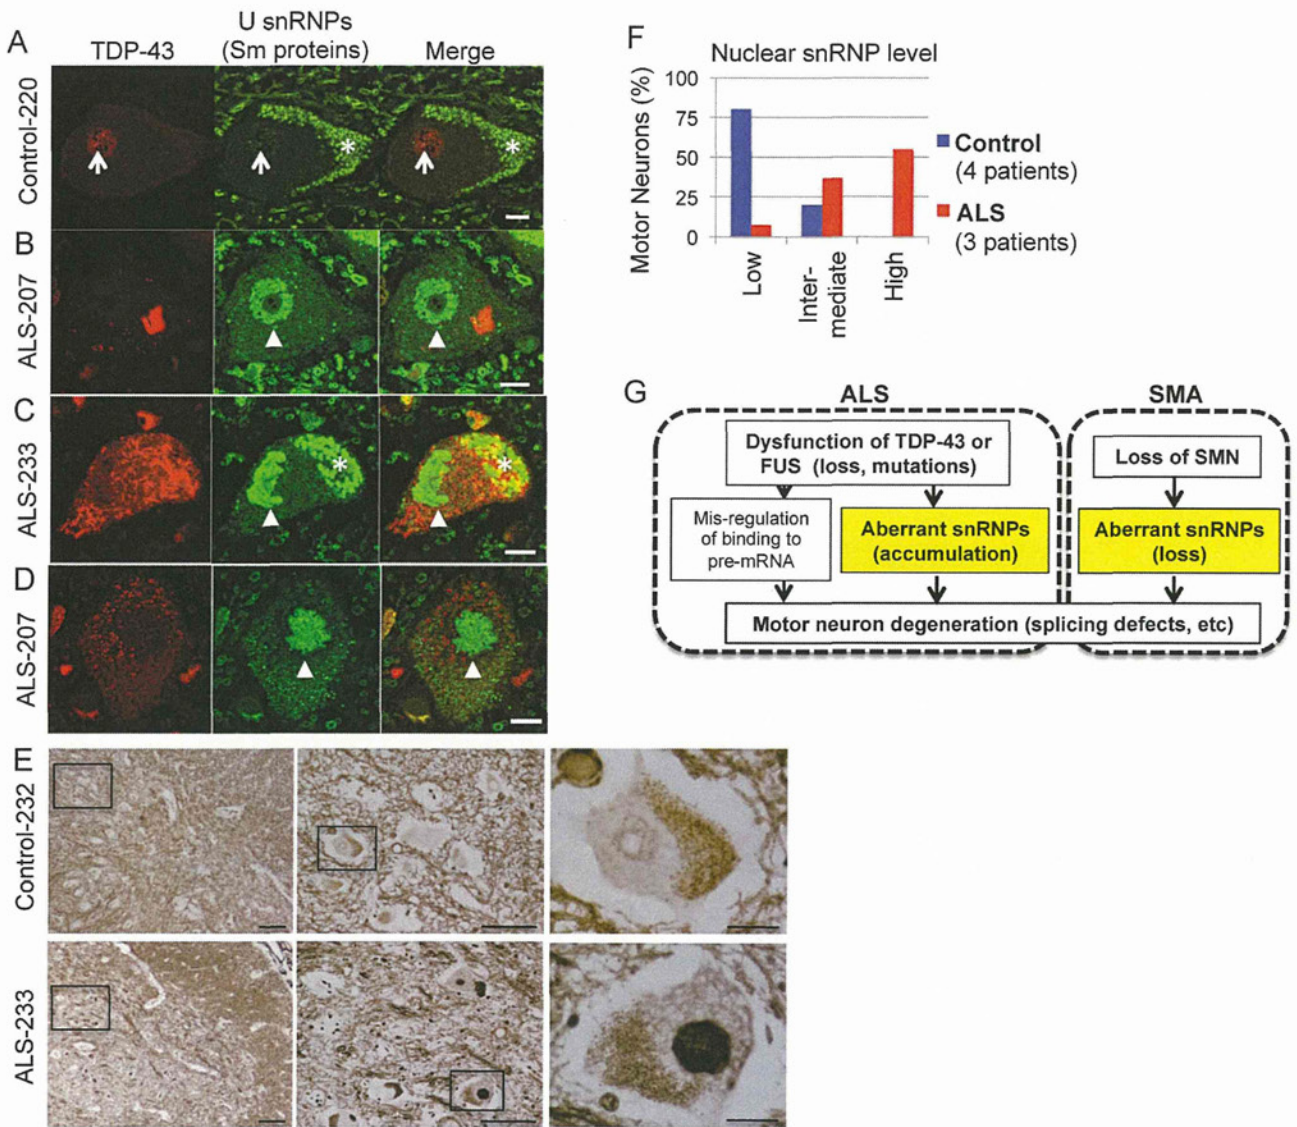 A
TDP-43
U snRNPs
(Sm proteins)
Merge
Control-220
*
*
B
ALS-207
C
ALS-233
*
*
D
ALS-207
E
Control-232
ALS-233
F
Nuclear snRNP level
Motor Neurons (%)
100
75
50
25
0
Low
Inter-
mediate
High
Control
(4 patients)
ALS
(3 patients)
G
ALS
SMA
Dysfunction of TDP-43 or
FUS (loss, mutations)
Loss of SMN
Mis-regulation
of binding to
pre-mRNA
Aberrant snRNPs
(accumulation)
Aberrant snRNPs
(loss)
Motor neuron degeneration (splicing defects, etc)